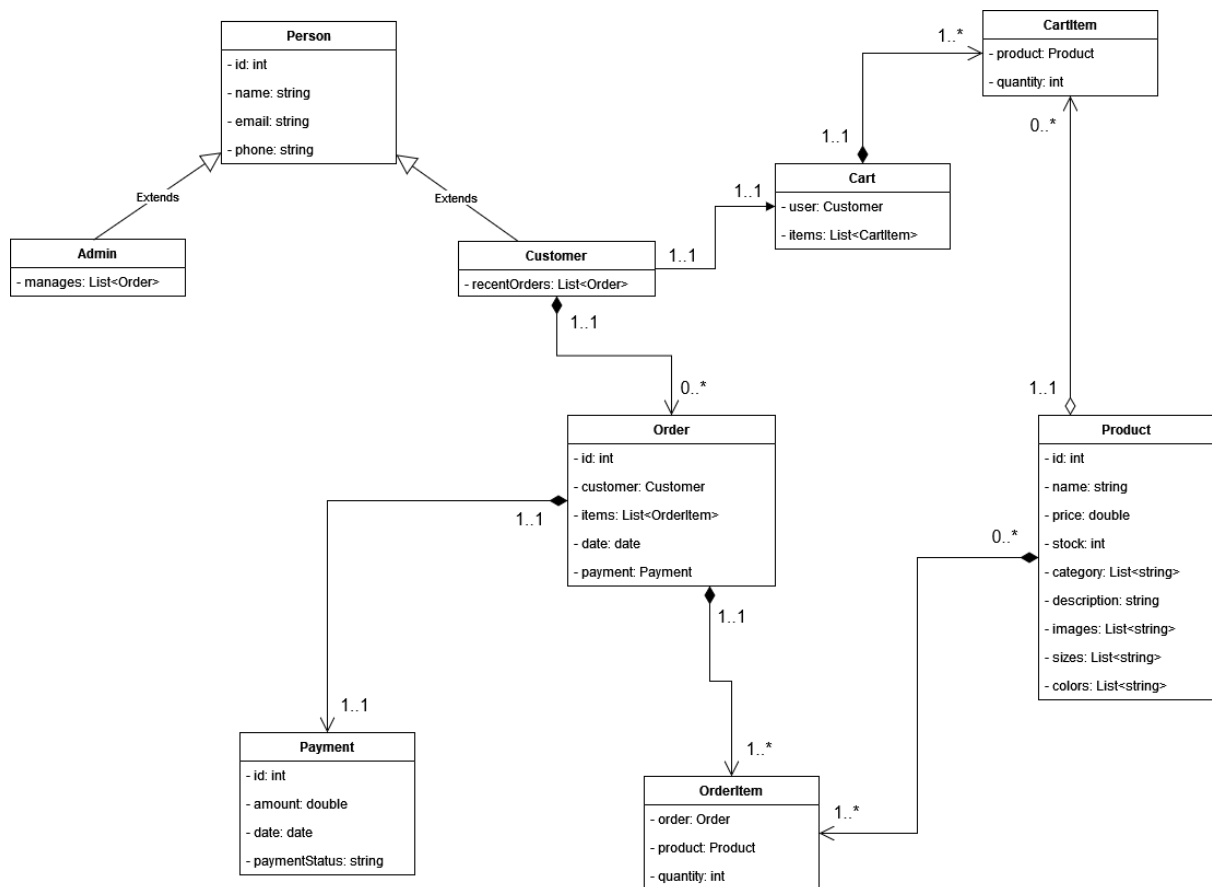 Person
- id: int
- name: string
- email: string
- phone: string
Extends
Extends
Admin
- manages: List<Order>
Customer
- recentOrders: List<Order>
1..1
1..1
1..1
Cart
- user: Customer
- items: List<CartItem>
1..1
1..*
CartItem
- product: Product
- quantity: int
0..*
1..1
0..*
Order
- id: int
- customer: Customer
- items: List<OrderItem>
- date: date
- payment: Payment
1..1
1..1
1..1
Payment
- id: int
- amount: double
- date: date
- paymentStatus: string
1..*
OrderItem
- order: Order
- product: Product
- quantity: int
1..*
0..*
Product
- id: int
- name: string
- price: double
- stock: int
- category: List<string>
- description: string
- images: List<string>
- sizes: List<string>
- colors: List<string>